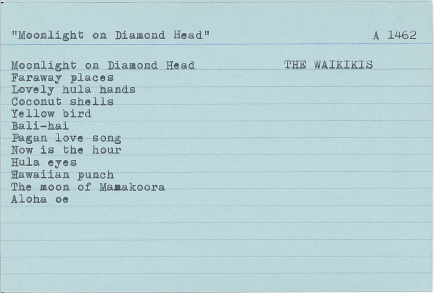 "Moonlight on Diamond Head" A 1462
Moonlight on Diamond Head THE WAIKIKIS
Faraway places
Lovely hula hands
Coconut shells
Yellow bird
Bali-hai
Pagan love song
Now is the hour
Hula eyes
Hawaiian punch
The moon of Mamakoora
Aloha oe